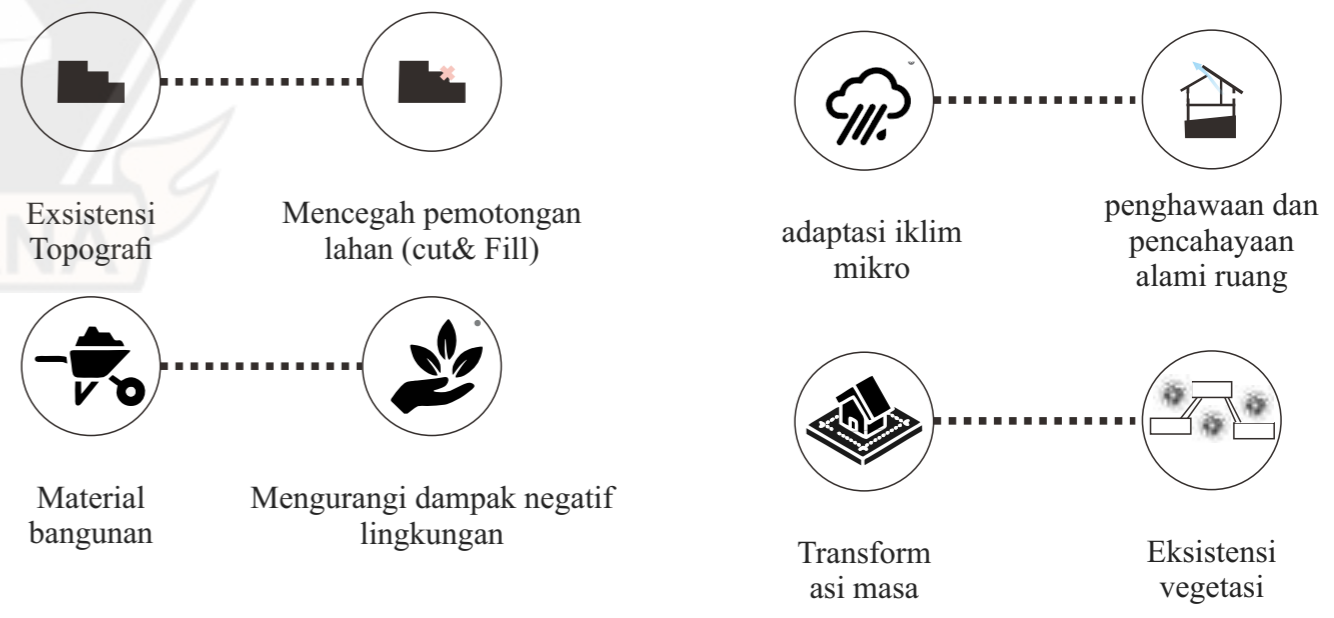 Exsistensi
Topografi
Mencegah pemotongan
lahan (cut& Fill)
adaptasi iklim
mikro
penghawaan dan
pencahayaan
alami ruang
Material
bangunan
Mengurangi dampak negatif
lingkungan
Transform
asi masa
Eksistensi
vegetasi